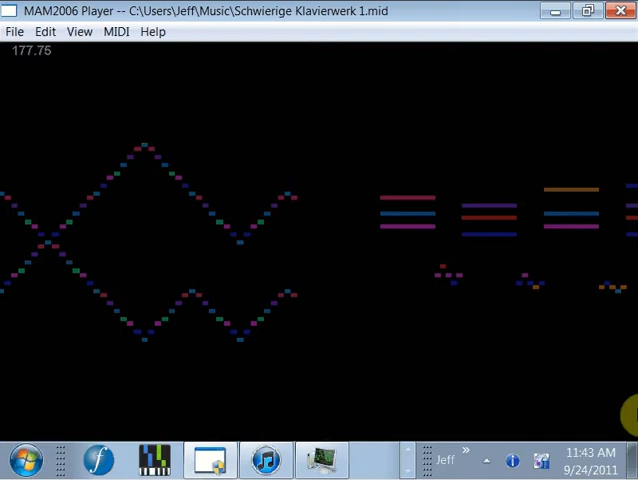 MAM2006 Player -- C:\Users\Jeff\Music\Schwierige Klavierwerk 1.mid
File Edit View MIDI Help
177.75
Jeff » 11:43 AM
9/24/2011